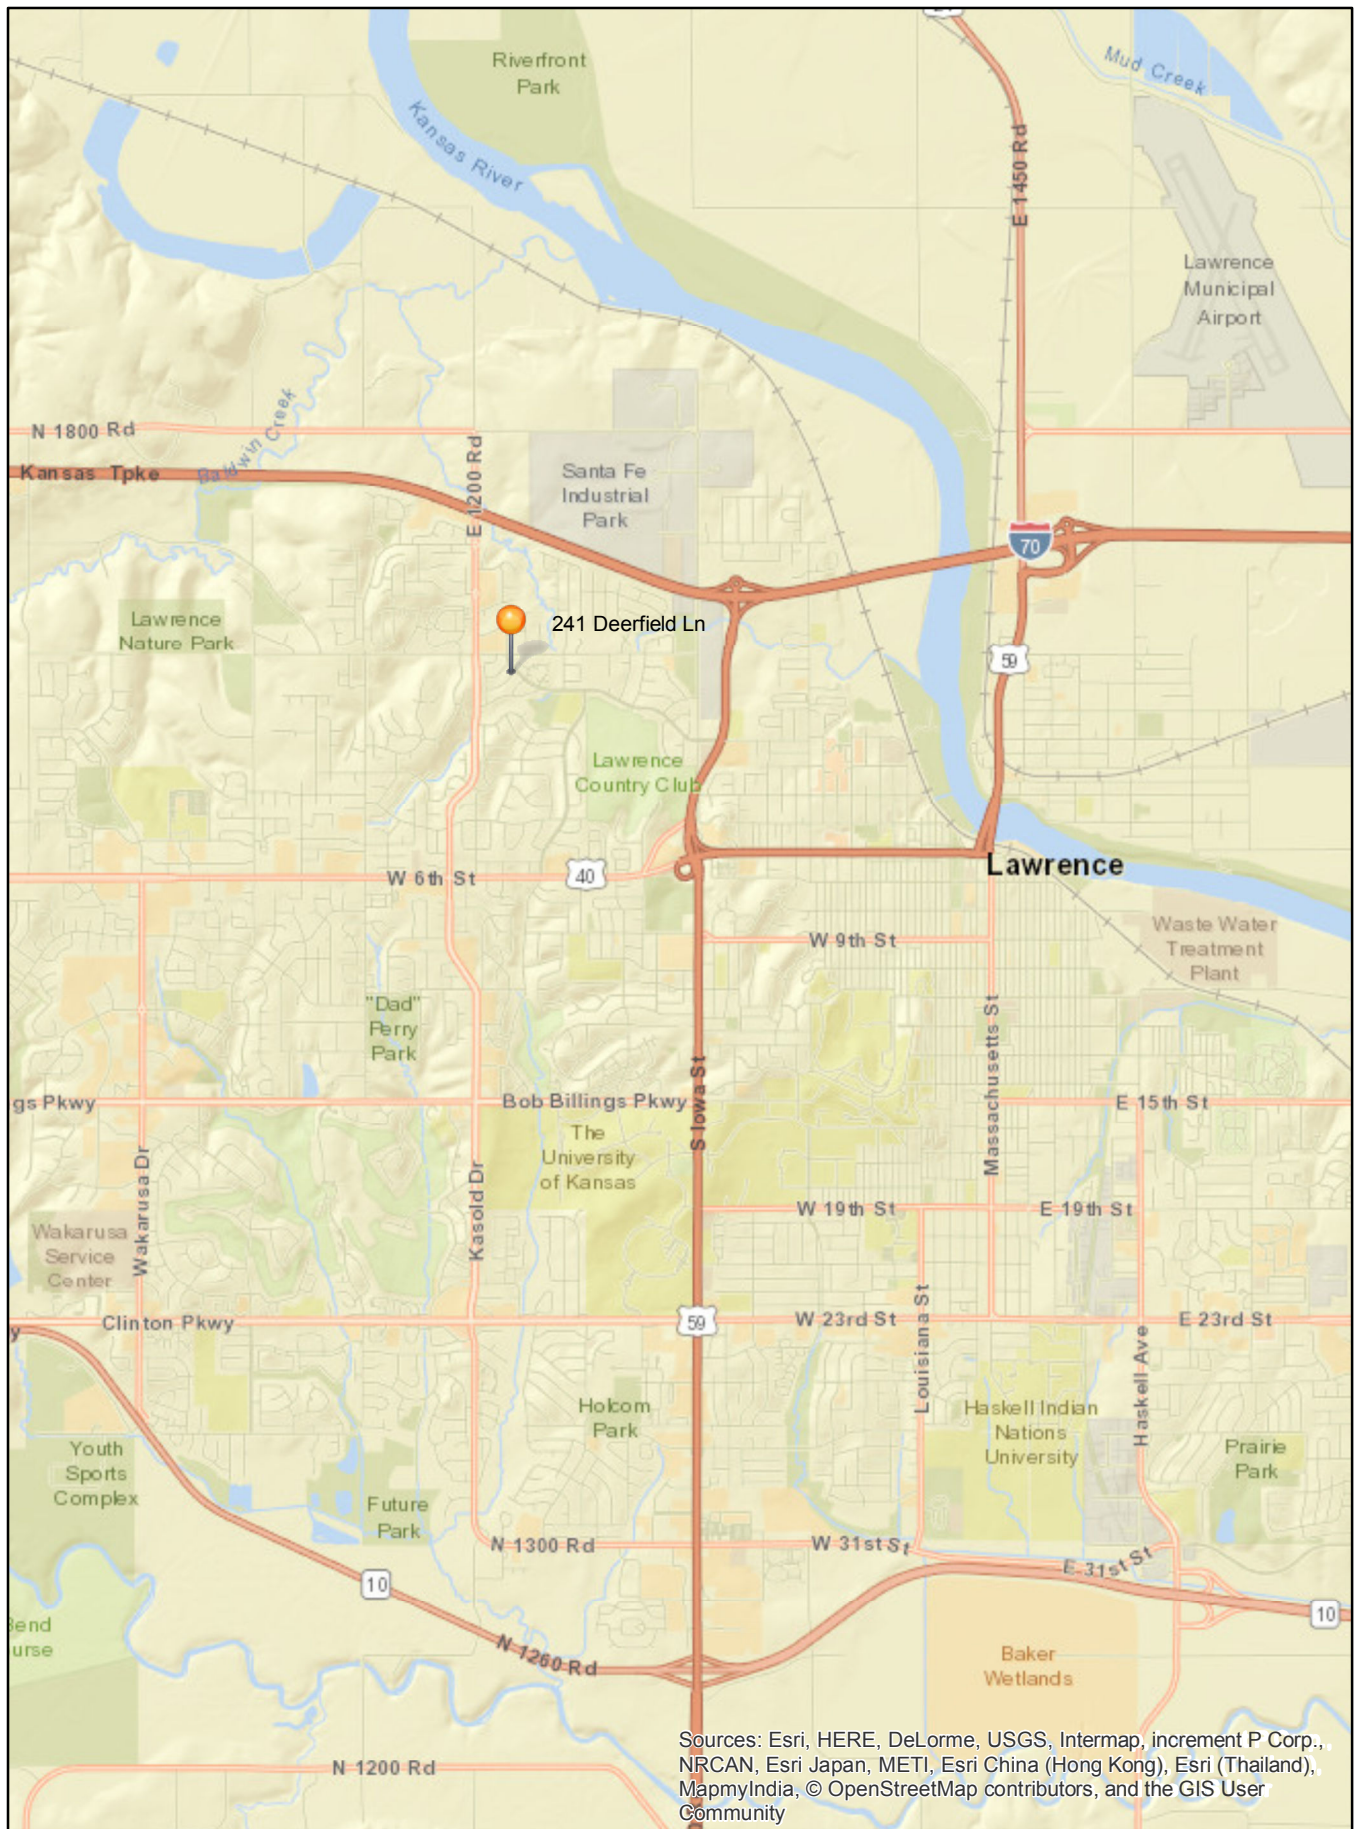 Riverfront
Park
Mud Creek
Kansas River
E 1450 Rd
Lawrence
Municipal
Airport
Baldwin Creek
N 1800 Rd
Kansas Tpke
E 1200 Rd
Santa Fe
Industrial
Park
70
Lawrence
Nature Park
241 Deerfield Ln
59
Lawrence
Country Club
W 6th St
40
Lawrence
W 9th St
Waste Water
Treatment
Plant
"Dad"
Perry
Park
Massachusetts St
S Iowa St
gs Pkwy
Bob Billings Pkwy
E 15th St
The
University
of Kansas
Wakarusa Dr
Kasold Dr
W 19th St
E 19th St
Wakarusa
Service
Center
y
Clinton Pkwy
59
W 23rd St
E 23rd St
Louisiana St
Haskell Ave
Holcom
Park
Haskell Indian
Nations
University
Prairie
Park
Youth
Sports
Complex
Future
Park
N 1300 Rd
W 31st St
E 31st St
10
10
Bend
urse
N 1260 Rd
Baker
Wetlands
N 1200 Rd
Sources: Esri, HERE, DeLorme, USGS, Intermap, increment P Corp.,
NRCAN, Esri Japan, METI, Esri China (Hong Kong), Esri (Thailand),
MapmyIndia, © OpenStreetMap contributors, and the GIS User
Community